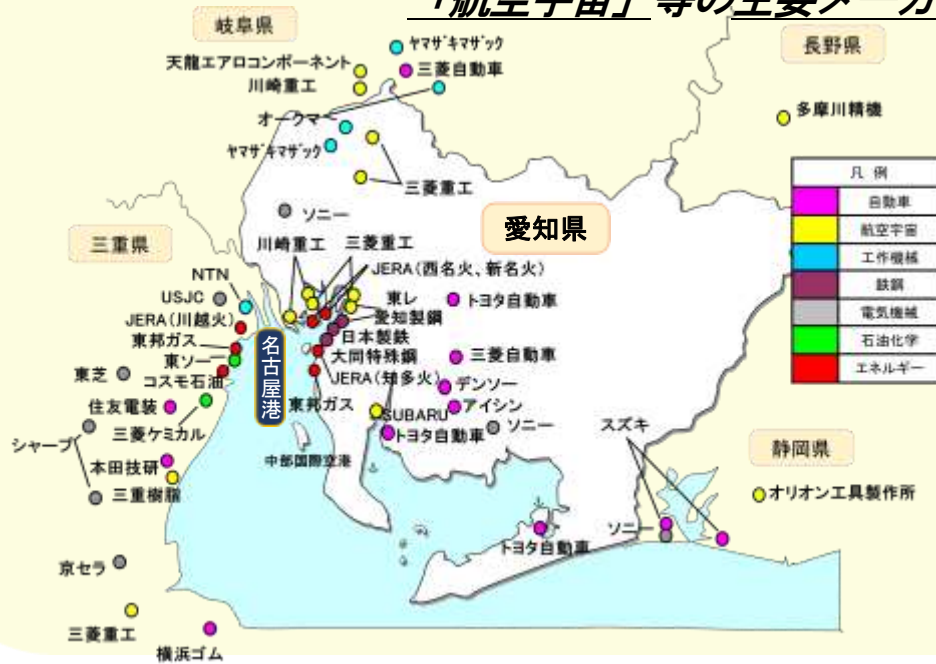 「航空宇宙」等の主要メーカ
岐阜県
長野県
ヤマザキマザック
天龍エアロコンポーネント
三菱自動車
川崎重工
オークマ
多摩川精機
ヤマザキマザック
三菱重工
凡 例
自動車
航空宇宙
工作機械
鉄鋼
電気機械
石油化学
エネルギー
ソニー
愛知県
三重県
川崎重工
三菱重工
NTN
JERA(西名火、新名火)
USJC
東レ
トヨタ自動車
JERA(川越火)
愛知製鋼
東邦ガス
日本製鉄
名古屋港
東ソー
大同特殊鋼
三菱自動車
東芝
コスモ石油
JERA(知多火)
デンソー
住友電装
東邦ガス
アイシン
SUBARU
三菱ケミカル
トヨタ自動車
ソニー
スズキ
シャープ
本田技研
中部国際空港
静岡県
三重樹脂
オリオン工具製作所
ソニー
トヨタ自動車
京セラ
三菱重工
横浜ゴム